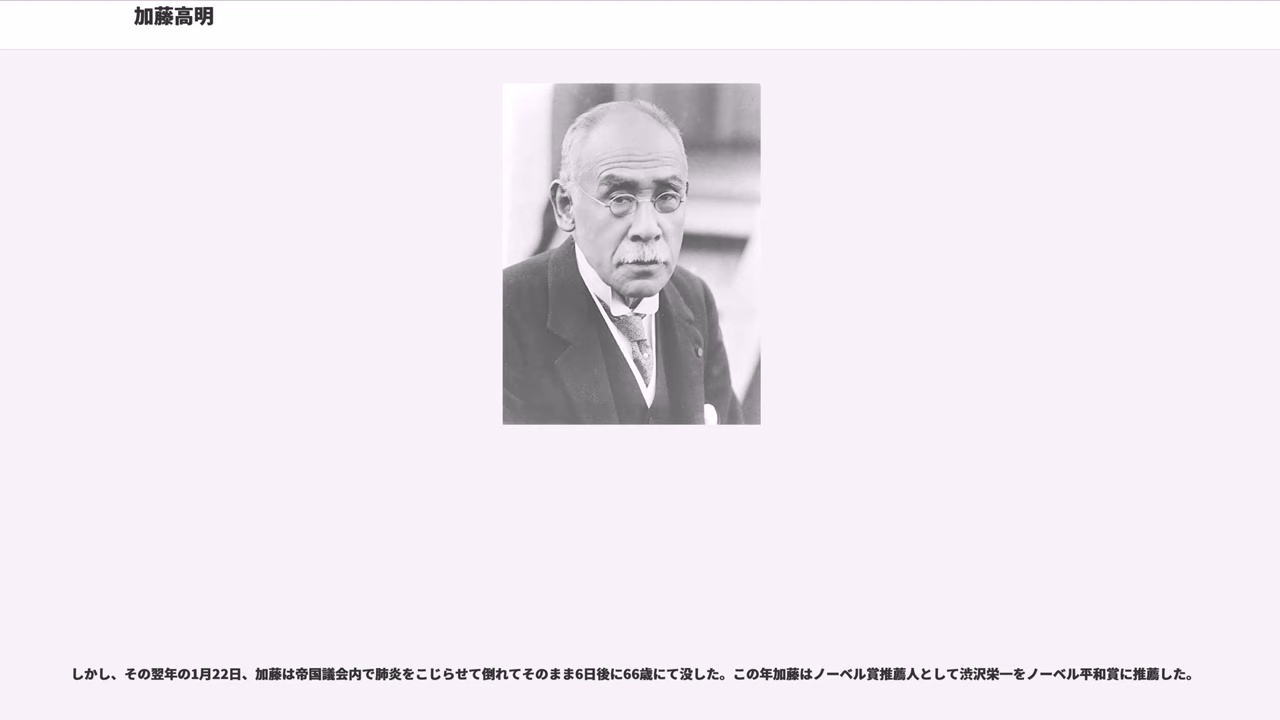 加藤高明
しかし、その翌年の1月22日、加藤は帝国議会内で肺炎をこじらせて倒れてそのまま6日後に66歳にて没した。この年加藤はノーベル賞推薦人として渋沢栄一をノーベル平和賞に推薦した。